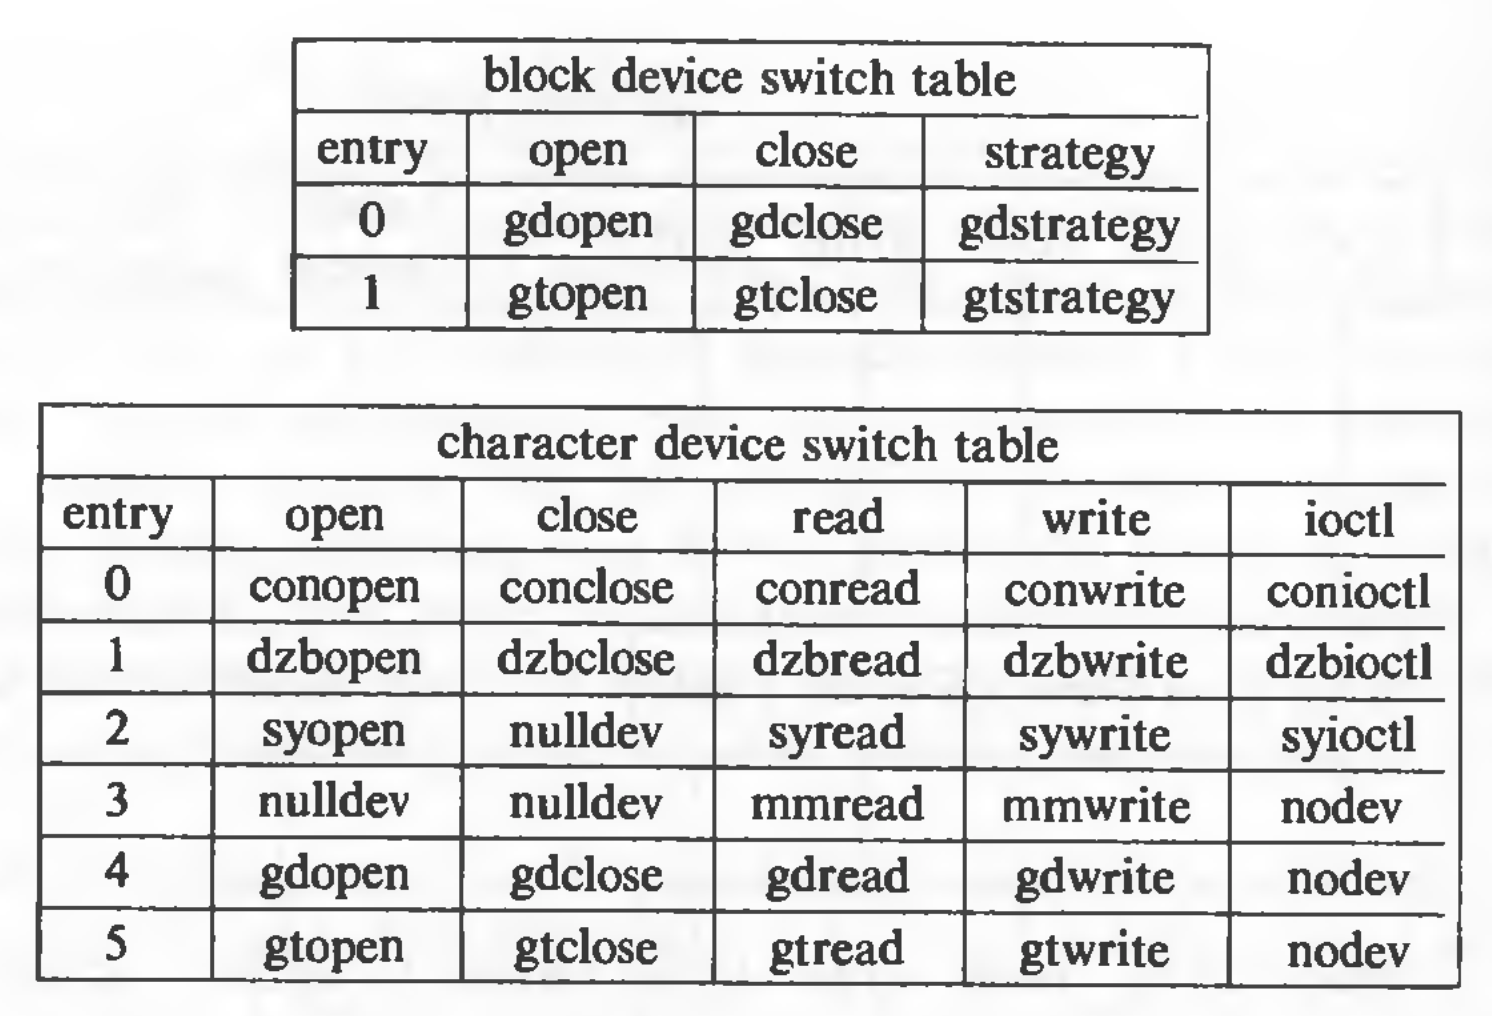 block device switch table
entry open close strategy
0 gdopen gdclose gdstrategy
1 gtopen gtclose gtstrategy
character device switch table
entry open close read write ioctl
0 conopen conclose conread conwrite conioctl
1 dzbopen dzbclose dzbread dzbwrite dzbioctl
2 syopen nulldev syread sywrite syioctl
3 nulldev nulldev mmread mmwrite nodev
4 gdopen gdclose gdread gdwrite nodev
5 gtopen gtclose gtread gtwrite nodev